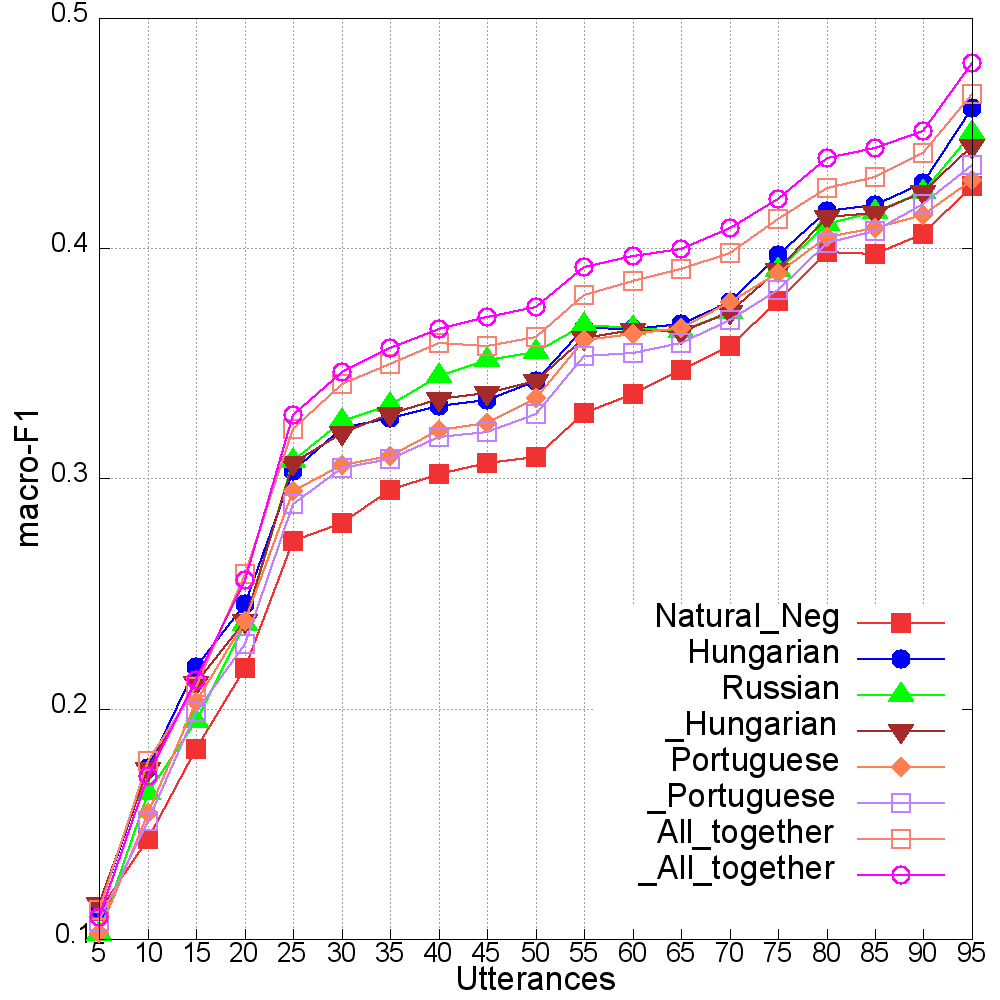 0.5
0.4
0.3
0.2
0.1
macro-F1
Natural_Neg
Hungarian
Russian
_Hungarian
Portuguese
_Portuguese
All_together
_All_together
5 10 15 20 25 30 35 40 45 50 55 60 65 70 75 80 85 90 95
Utterances